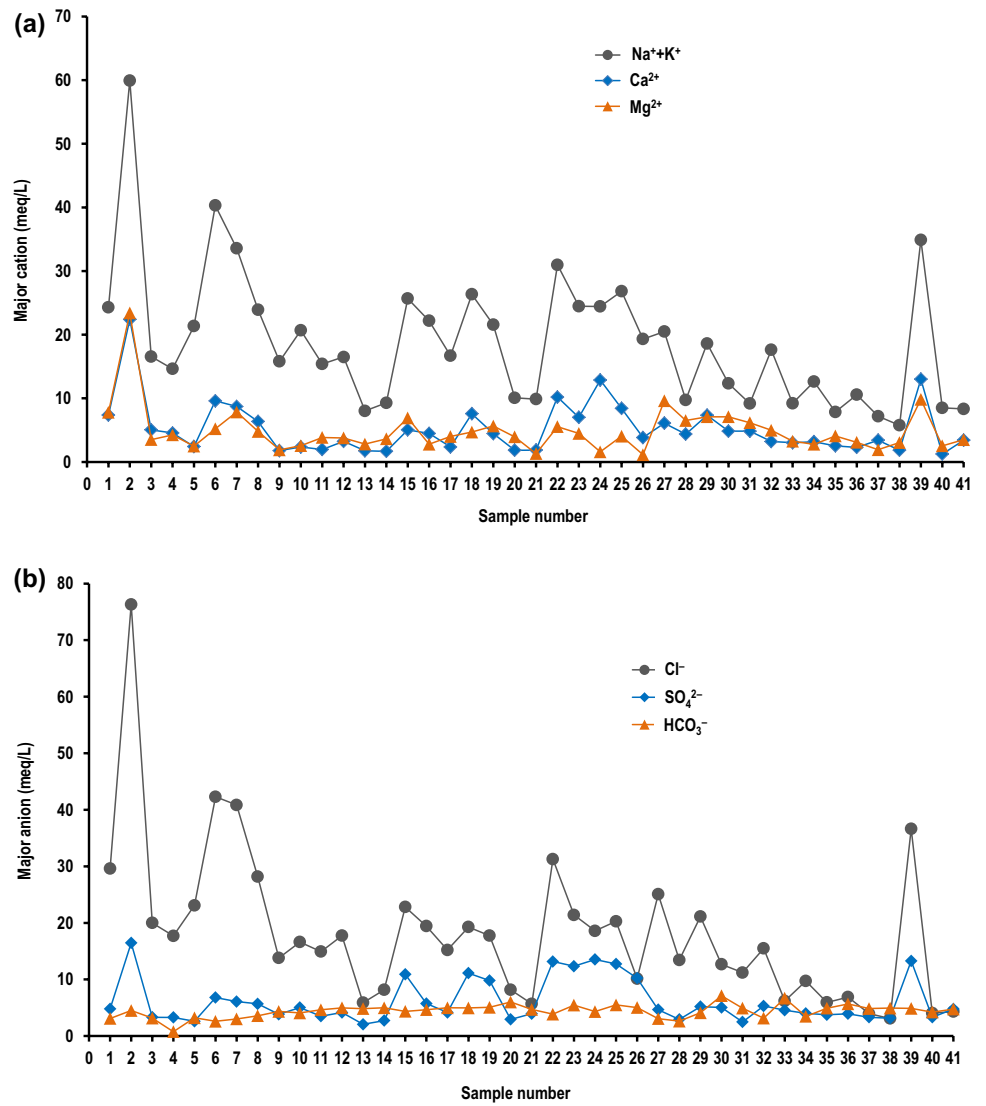 (a)
70
60
50
40
30
20
10
0
Major cation (meq/L)
Na⁺+K⁺
Ca²⁺
Mg²⁺
0 1 2 3 4 5 6 7 8 9 10 11 12 13 14 15 16 17 18 19 20 21 22 23 24 25 26 27 28 29 30 31 32 33 34 35 36 37 38 39 40 41
Sample number
(b)
80
70
60
50
40
30
20
10
0
Major anion (meq/L)
Cl⁻
SO₄²⁻
HCO₃⁻
0 1 2 3 4 5 6 7 8 9 10 11 12 13 14 15 16 17 18 19 20 21 22 23 24 25 26 27 28 29 30 31 32 33 34 35 36 37 38 39 40 41
Sample number